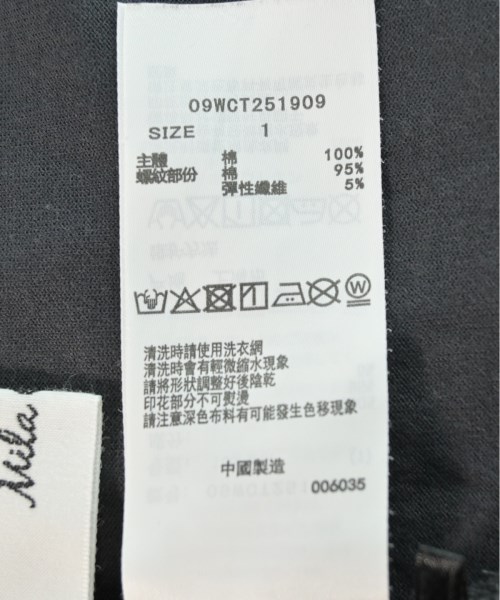 09WCT251909
SIZE 1
主體 棉 100%
螺紋部份 棉 95%
彈性纖維 5%
W
清洗時請使用洗衣網
清洗時會有輕微縮水現象
請將形狀調整好後陰乾
印花部分不可熨燙
請注意深色布料有可能發生色移現象
中國製造
006035
Mila